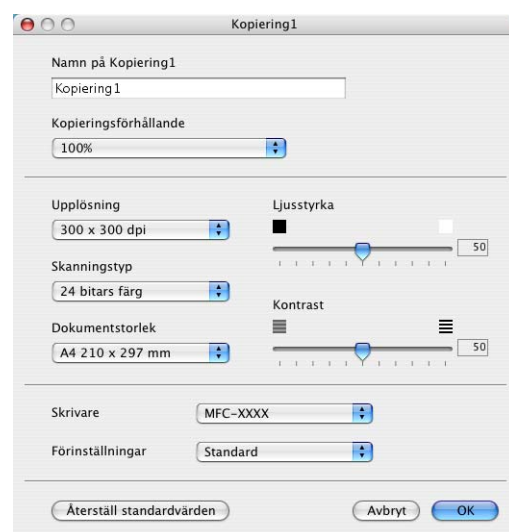 Kopiering1
Namn på Kopiering1
Kopiering1
Kopieringsförhållande
100%
Upplösning
300 x 300 dpi
Skanningstyp
24 bitars färg
Dokumentstorlek
A4 210 x 297 mm
Ljusstyrka
50
Kontrast
50
Skrivare
MFC-XXXX
Förinställningar
Standard
Återställ standardvärden
Avbryt
OK